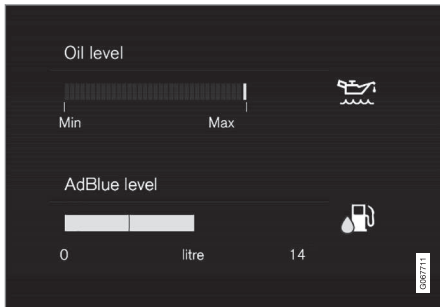 Oil level
Min Max
AdBlue level
0 litre 14
G067711